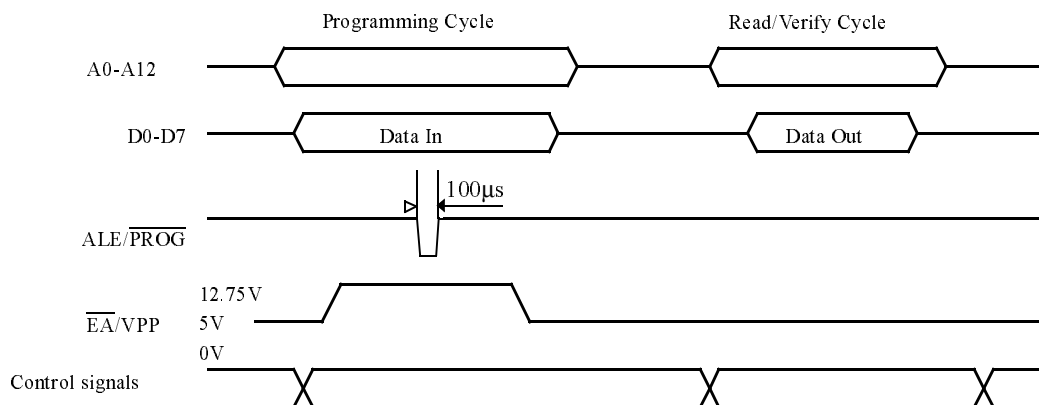 Programming Cycle Read/Verify Cycle
A0-A12
D0-D7 Data In Data Out
100μs
ALE/PROG
12.75V
EA/VPP 5V
0V
Control signals